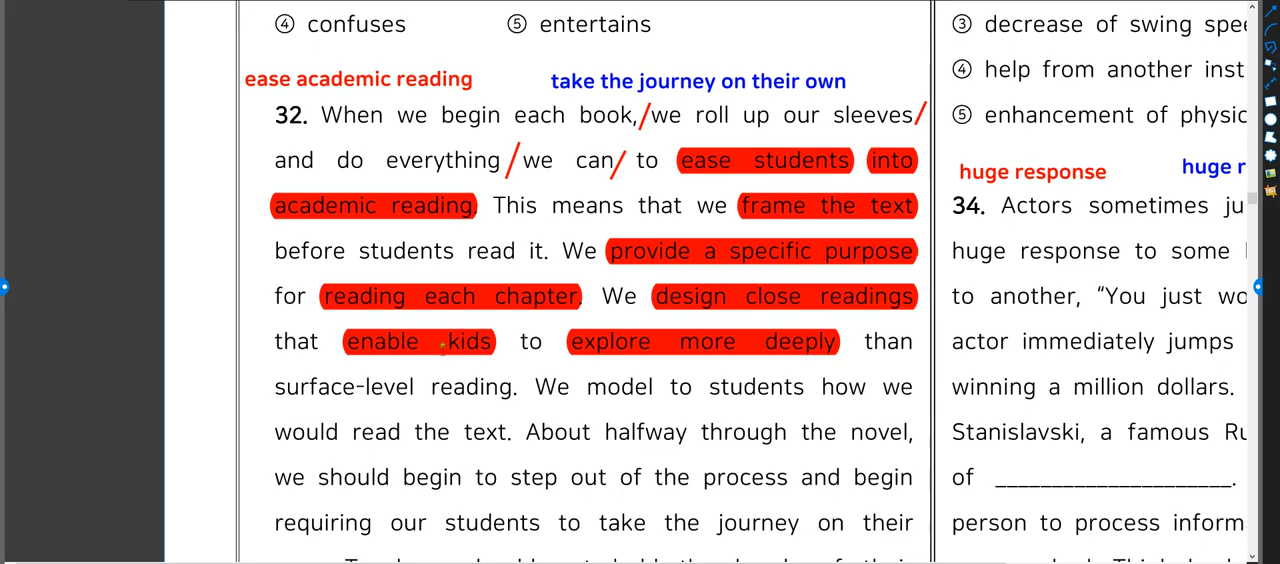 ④ confuses ⑤ entertains
ease academic reading take the journey on their own
32. When we begin each book, we roll up our sleeves
and do everything we can to ease students into
academic reading. This means that we frame the text
before students read it. We provide a specific purpose
for reading each chapter. We design close readings
that enable kids to explore more deeply than
surface-level reading. We model to students how we
would read the text. About halfway through the novel,
we should begin to step out of the process and begin
requiring our students to take the journey on their
③ decrease of swing
④ help from another
⑤ enhancement of
huge response huge
34. Actors sometimes
huge response to some
to another, “You just
actor immediately jumps
winning a million dollars.
Stanislavski, a famous
of ____________________.
person to process